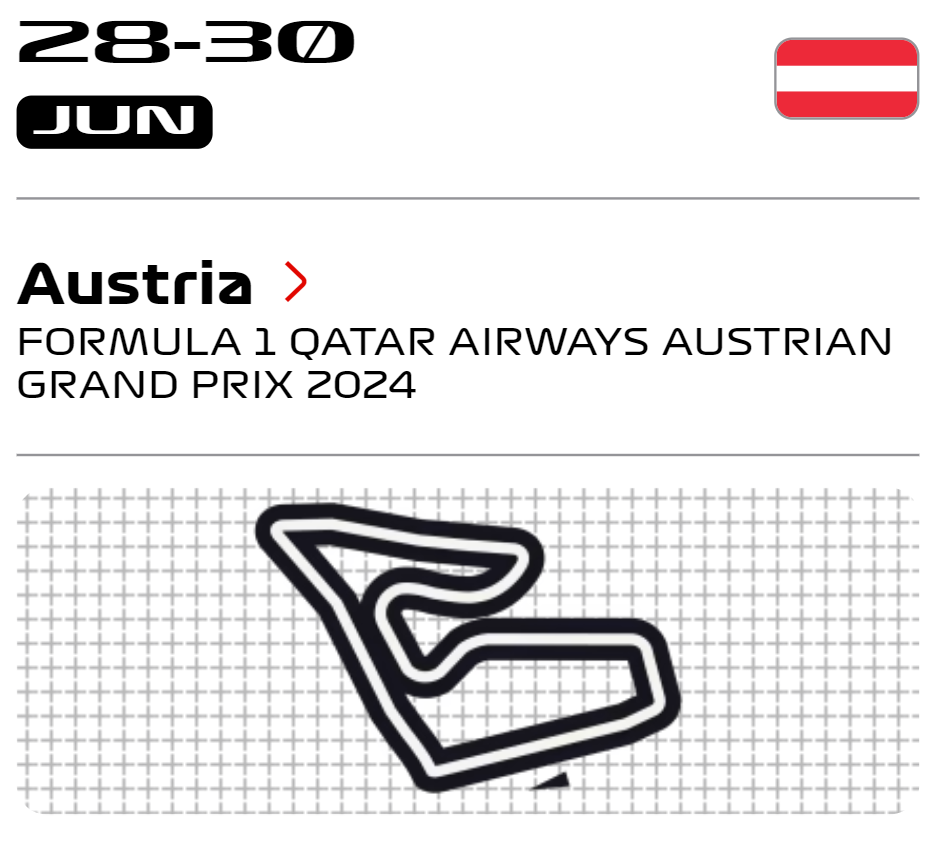 28-30
JUN
Austria
FORMULA 1 QATAR AIRWAYS AUSTRIAN
GRAND PRIX 2024